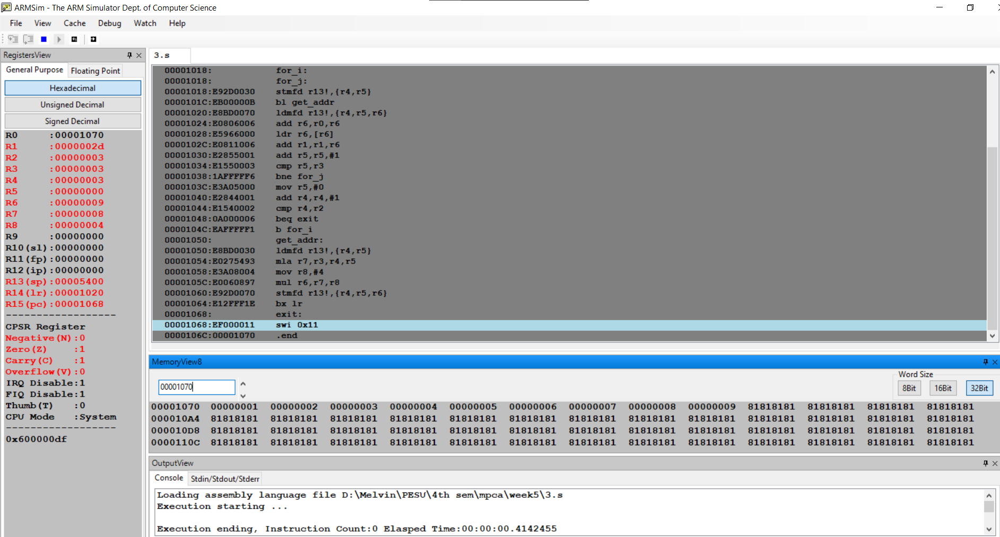 ARMSim - The ARM Simulator Dept. of Computer Science
File View Cache Debug Watch Help
RegistersView
General Purpose Floating Point
Hexadecimal
Unsigned Decimal
Signed Decimal
R0 :00001070
R1 :0000002d
R2 :00000003
R3 :00000003
R4 :00000003
R5 :00000000
R6 :00000009
R7 :00000008
R8 :00000004
R9 :00000000
R10(sl):00000000
R11(fp):00000000
R12(ip):00000000
R13(sp):00005400
R14(lr):00001020
R15(pc):00001068
------------------
CPSR Register
Negative(N):0
Zero(Z) :1
Carry(C) :1
Overflow(V):0
IRQ Disable:1
FIQ Disable:1
Thumb(T) :0
CPU Mode :System
------------------
0x600000df
3.s
00001018: for_i:
00001018: for_j:
00001018:E92D0030 stmfd r13!,{r4,r5}
0000101C:EB00000B bl get_addr
00001020:E8BD0070 ldmfd r13!,{r4,r5,r6}
00001024:E0806006 add r6,r0,r6
00001028:E5966000 ldr r6,[r6]
0000102C:E0811006 add r1,r1,r6
00001030:E2855001 add r5,r5,#1
00001034:E1550003 cmp r5,r3
00001038:1AFFFFF6 bne for_j
0000103C:E3A05000 mov r5,#0
00001040:E2844001 add r4,r4,#1
00001044:E1540002 cmp r4,r2
00001048:0A000006 beq exit
0000104C:EAFFFFF1 b for_i
00001050: get_addr:
00001050:E8BD0030 ldmfd r13!,{r4,r5}
00001054:E0275493 mla r7,r3,r4,r5
00001058:E3A08004 mov r8,#4
0000105C:E0060897 mul r6,r7,r8
00001060:E92D0070 stmfd r13!,{r4,r5,r6}
00001064:E12FFF1E bx lr
00001068: exit:
00001068:EF000011 swi 0x11
0000106C:00001070 .end
MemoryView8
00001070
Word Size
8Bit 16Bit 32Bit
00001070 00000001 00000002 00000003 00000004 00000005 00000006 00000007 00000008 00000009 81818181 81818181 81818181 81818181
000010A4 81818181 81818181 81818181 81818181 81818181 81818181 81818181 81818181 81818181 81818181 81818181 81818181 81818181
000010D8 81818181 81818181 81818181 81818181 81818181 81818181 81818181 81818181 81818181 81818181 81818181 81818181 81818181
0000110C 81818181 81818181 81818181 81818181 81818181 81818181 81818181 81818181 81818181 81818181 81818181 81818181 81818181
OutputView
Console Stdin/Stdout/Stderr
Loading assembly language file D:\Melvin\PESU\4th sem\mpca\week5\3.s
Execution starting ...
Execution ending, Instruction Count:0 Elasped Time:00:00:00.4142455